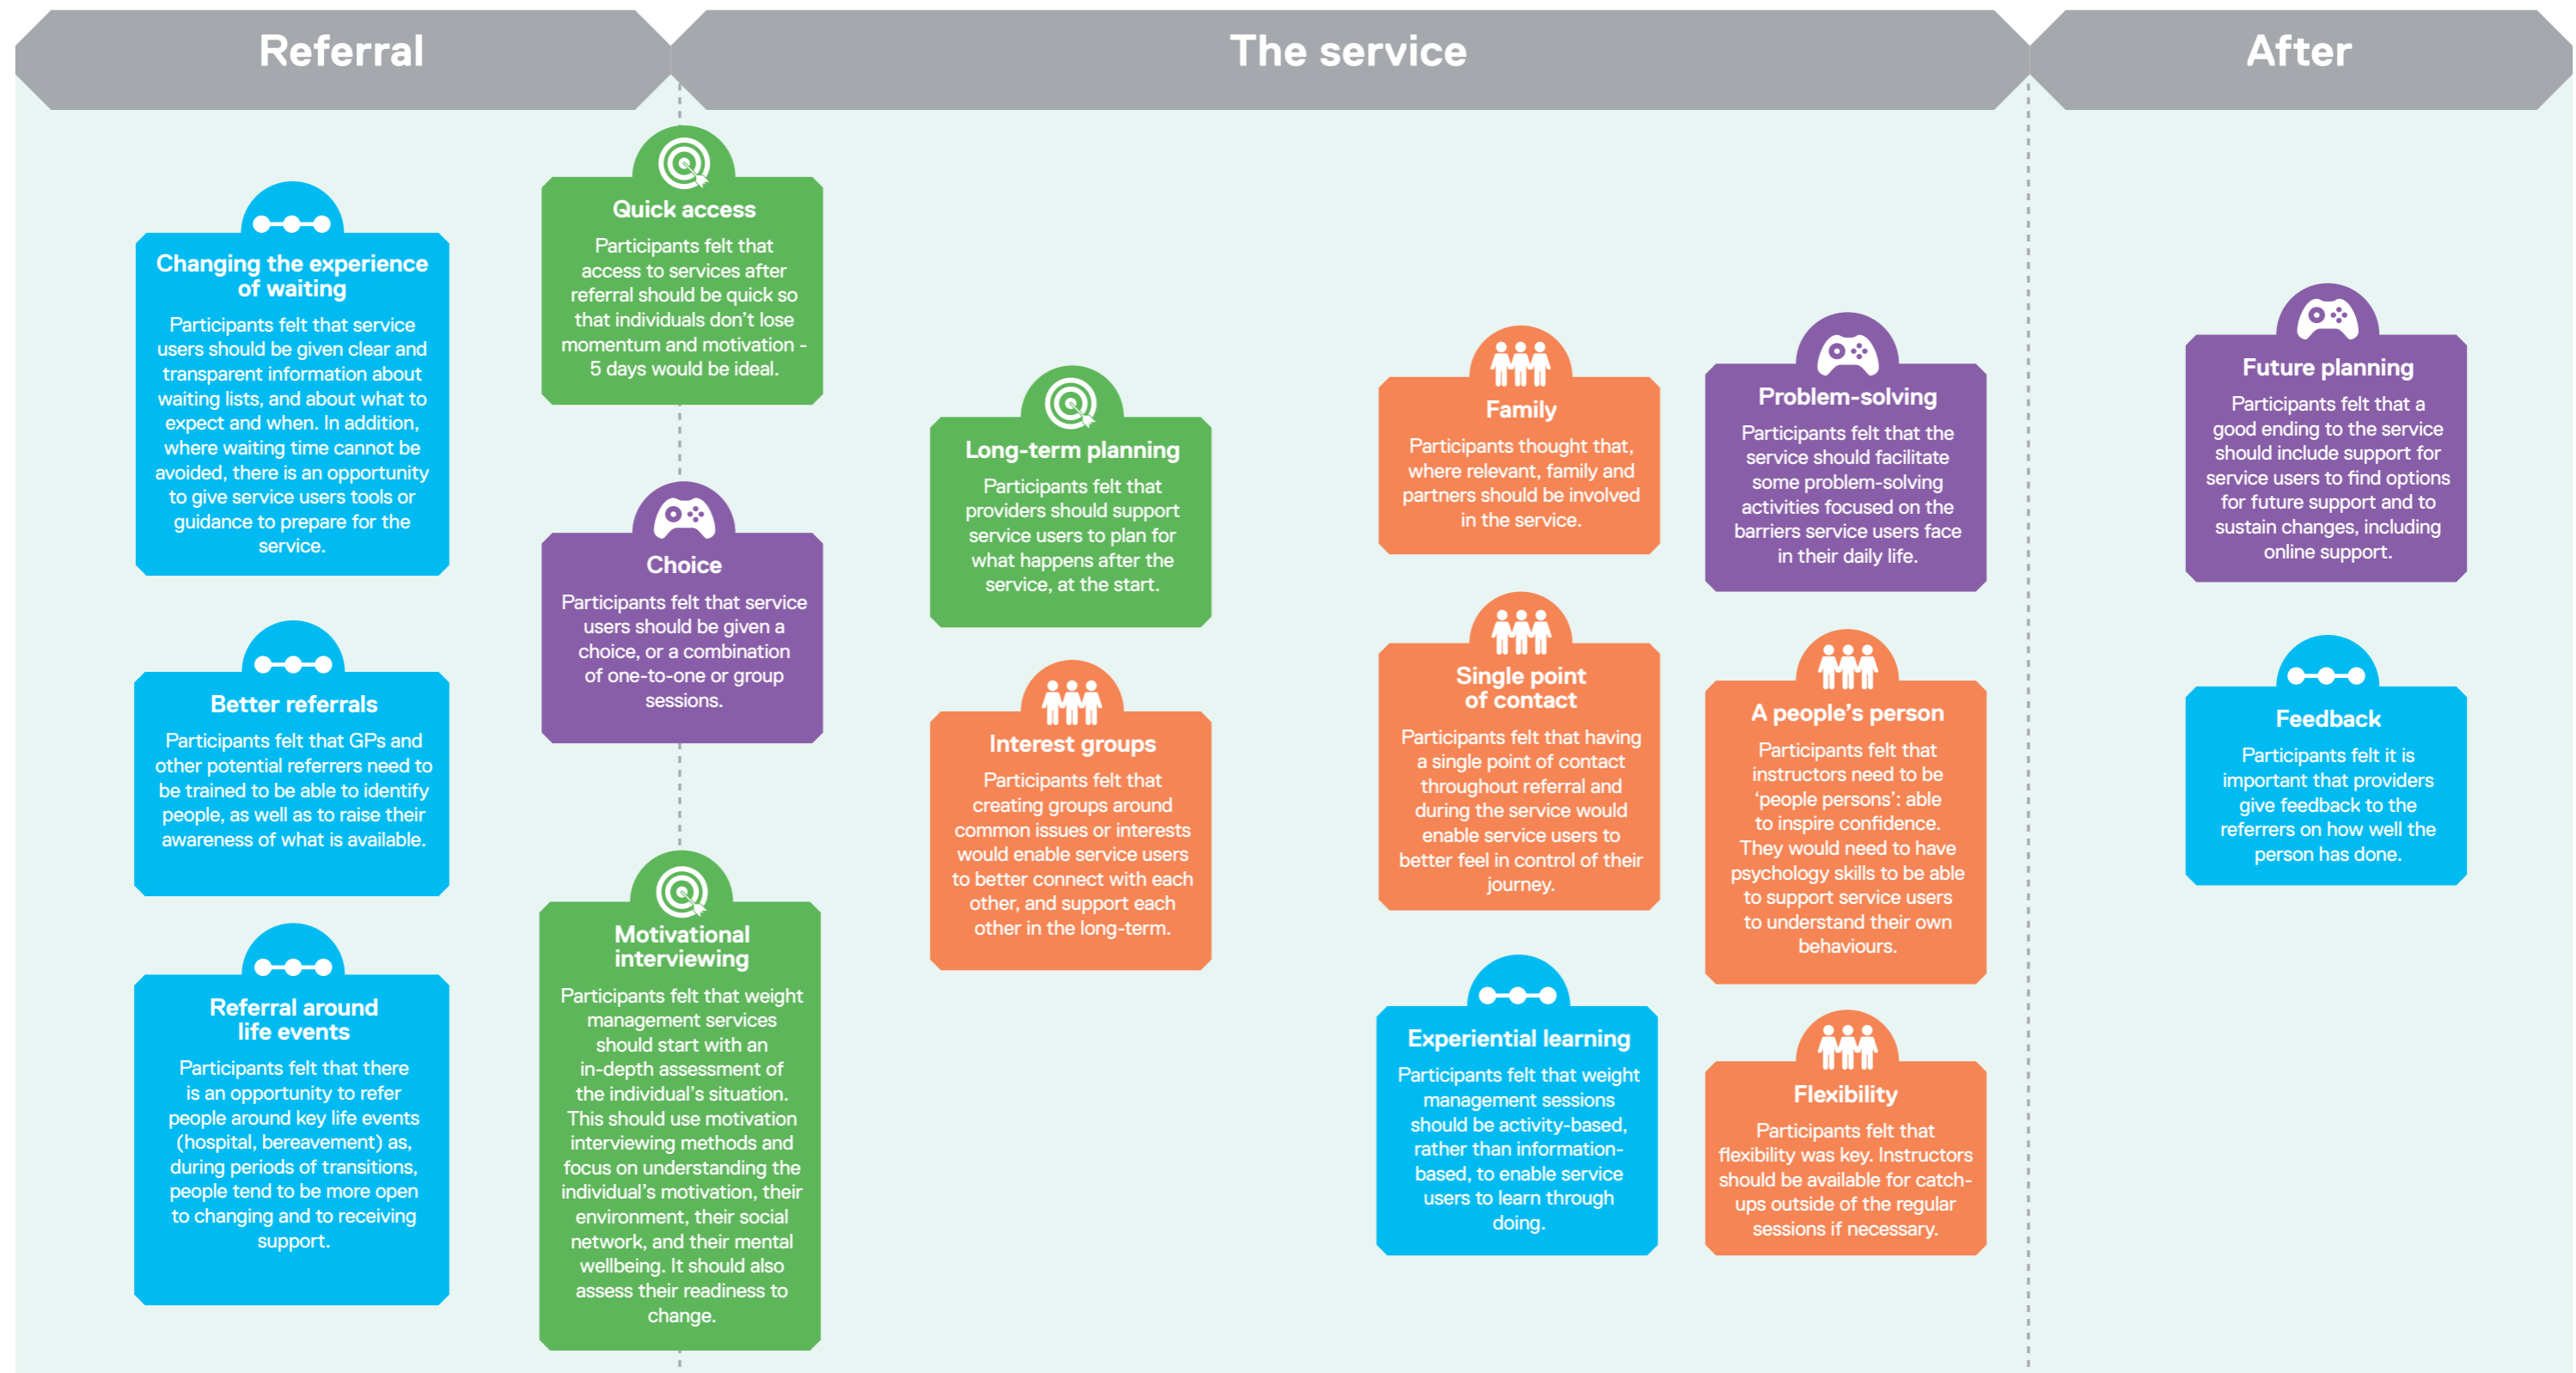 Referral
The service
After
Changing the experience
of waiting
Participants felt that service
users should be given clear and
transparent information about
waiting lists, and about what to
expect and when. In addition,
where waiting time cannot be
avoided, there is an opportunity
to give service users tools or
guidance to prepare for the
service.
Better referrals
Participants felt that GPs and
other potential referrers need to
be trained to be able to identify
people, as well as to raise their
awareness of what is available.
Referral around
life events
Participants felt that there
is an opportunity to refer
people around key life events
(hospital, bereavement) as,
during periods of transitions,
people tend to be more open
to changing and to receiving
support.
Quick access
Participants felt that
access to services after
referral should be quick so
that individuals don't lose
momentum and motivation -
5 days would be ideal.
Choice
Participants felt that service
users should be given a
choice, or a combination
of one-to-one or group
sessions.
Motivational
interviewing
Participants felt that weight
management services
should start with an
in-depth assessment of
the individual's situation.
This should use motivation
interviewing methods and
focus on understanding the
individual's motivation, their
environment, their social
network, and their mental
wellbeing. It should also
assess their readiness to
change.
Long-term planning
Participants felt that
providers should support
service users to plan for
what happens after the
service, at the start.
Interest groups
Participants felt that
creating groups around
common issues or interests
would enable service users
to better connect with each
other, and support each
other in the long-term.
Family
Participants thought that,
where relevant, family and
partners should be involved
in the service.
Single point
of contact
Participants felt that having
a single point of contact
throughout referral and
during the service would
enable service users to
better feel in control of their
journey.
Experiential learning
Participants felt that weight
management sessions
should be activity-based,
rather than information-
based, to enable service
users to learn through
doing.
Problem-solving
Participants felt that the
service should facilitate
some problem-solving
activities focused on the
barriers service users face
in their daily life.
A people's person
Participants felt that
instructors need to be
'people persons': able
to inspire confidence.
They would need to have
psychology skills to be able
to support service users
to understand their own
behaviours.
Flexibility
Participants felt that
flexibility was key. Instructors
should be available for catch-
ups outside of the regular
sessions if necessary.
Future planning
Participants felt that a
good ending to the service
should include support for
service users to find options
for future support and to
sustain changes, including
online support.
Feedback
Participants felt it is
important that providers
give feedback to the
referrers on how well the
person has done.